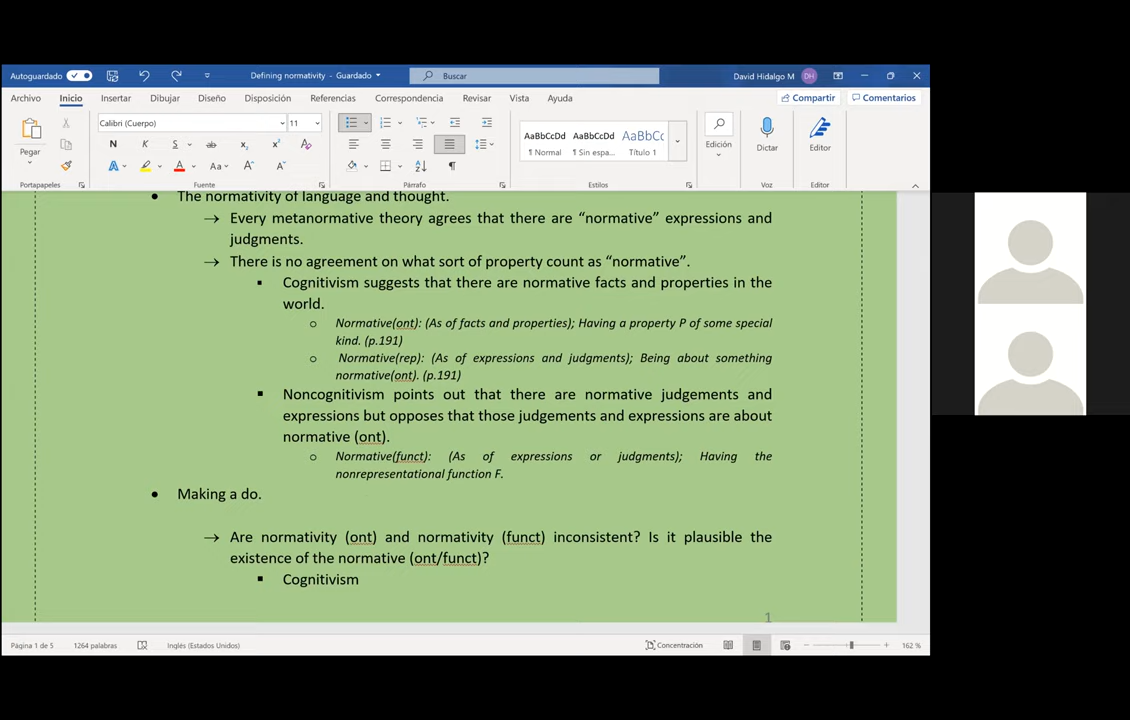 Autoguardado
Defining normativity - Guardado
Buscar
David Hidalgo M
DH
Archivo Inicio Insertar Dibujar Diseño Disposición Referencias Correspondencia Revisar Vista Ayuda
Compartir Comentarios
Calibri (Cuerpo) 11
AaBbCcDd AaBbCcDd AaBbCc
¶ Normal ¶ Sin espa... Título 1
N K S ab x₂ x²
A A Aa A A
Pegar
Edición
Dictar
Editor
Portapapeles Fuente Párrafo Estilos Voz Editor
• The normativity of language and thought.
→ Every metanormative theory agrees that there are “normative” expressions and
judgments.
→ There is no agreement on what sort of property count as “normative”.
▪ Cognitivism suggests that there are normative facts and properties in the
world.
o Normative(ont): (As of facts and properties); Having a property P of some special
kind. (p.191)
o Normative(rep): (As of expressions and judgments); Being about something
normative(ont). (p.191)
▪ Noncognitivism points out that there are normative judgements and
expressions but opposes that those judgements and expressions are about
normative (ont).
o Normative(funct): (As of expressions or judgments); Having the
nonrepresentational function F.
• Making a do.
→ Are normativity (ont) and normativity (funct) inconsistent? Is it plausible the
existence of the normative (ont/funct)?
▪ Cognitivism
1
Página 1 de 5 1264 palabras Inglés (Estados Unidos) Concentración 162 %